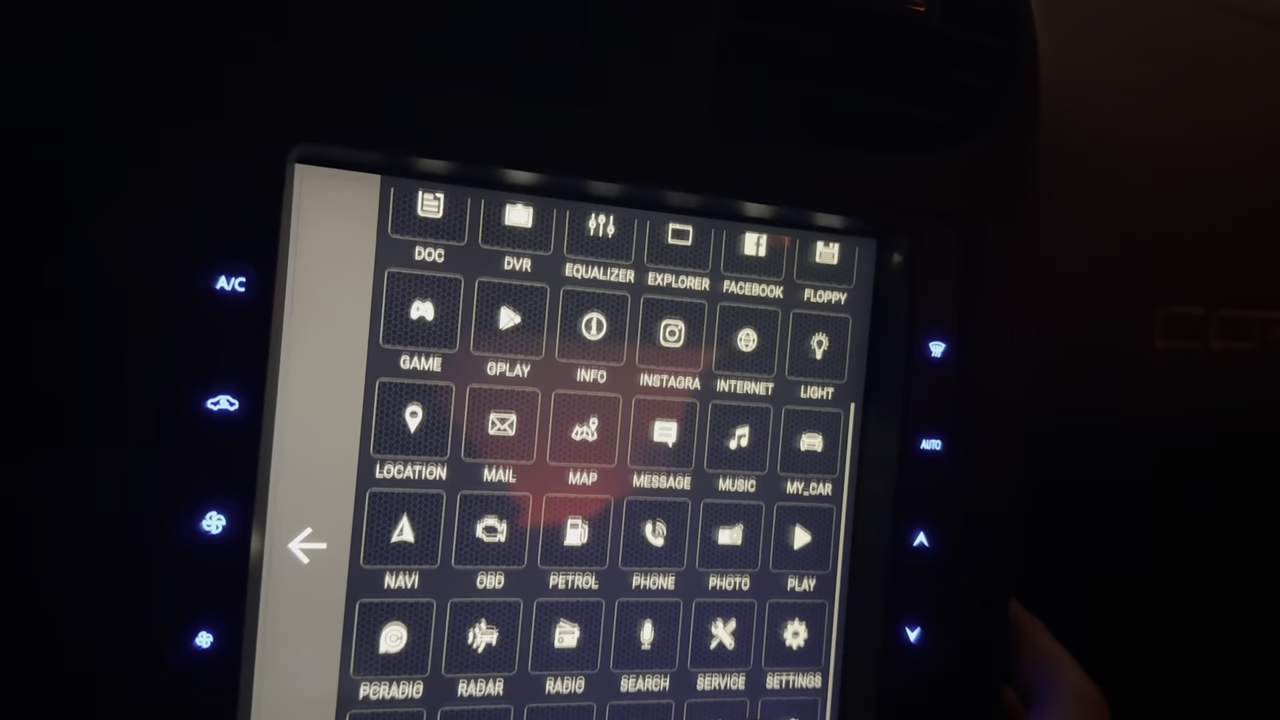 DOC DVR EQUALIZER EXPLORER FACEBOOK FLOPPY
A/C
GAME GPLAY INFO INSTAGRA INTERNET LIGHT
LOCATION MAIL MAP MESSAGE MUSIC MY_CAR
AUTO
NAVI OBD PETROL PHONE PHOTO PLAY
PCRADIO RADAR RADIO SEARCH SERVICE SETTINGS